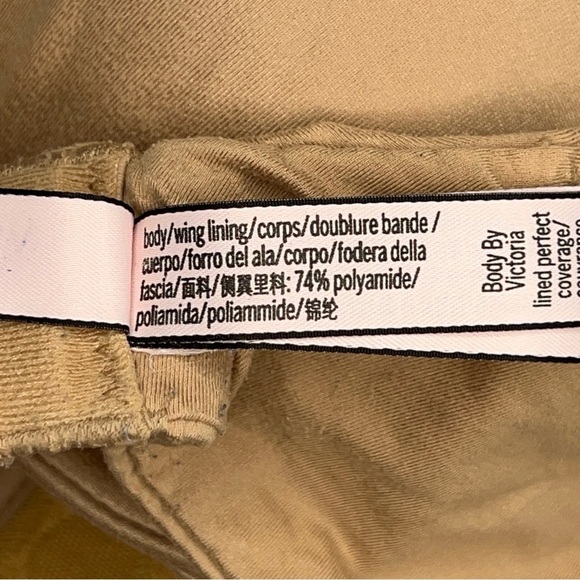 body/wing lining/corps/doublure bande/
cuerpo/forro del ala/corpo/fodera della
fascia/面料/侧翼里料: 74% polyamide/
poliamida/poliammide/锦纶
Body By
Victoria
lined perfect
coverage/